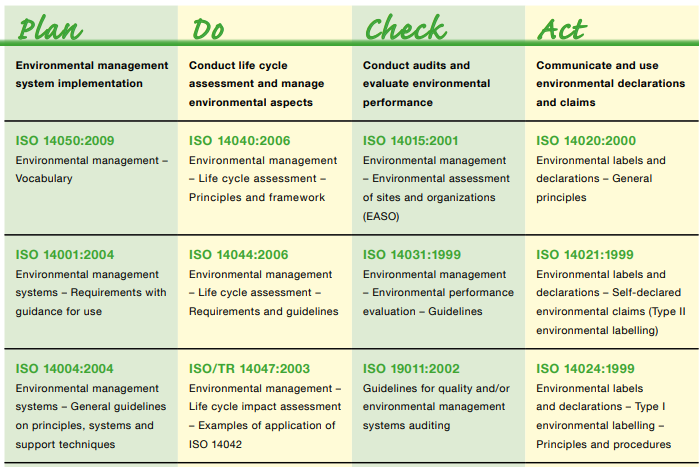 Plan
Do
Check
Act
Environmental management
system implementation
Conduct life cycle
assessment and manage
environmental aspects
Conduct audits and
evaluate environmental
performance
Communicate and use
environmental declarations
and claims
ISO 14050:2009
Environmental management –
Vocabulary
ISO 14040:2006
Environmental management
– Life cycle assessment –
Principles and framework
ISO 14015:2001
Environmental management
– Environmental assessment
of sites and organizations
(EASO)
ISO 14020:2000
Environmental labels and
declarations – General
principles
ISO 14001:2004
Environmental management
systems – Requirements with
guidance for use
ISO 14044:2006
Environmental management
– Life cycle assessment –
Requirements and guidelines
ISO 14031:1999
Environmental management
– Environmental performance
evaluation – Guidelines
ISO 14021:1999
Environmental labels and
declarations – Self-declared
environmental claims (Type II
environmental labelling)
ISO 14004:2004
Environmental management
systems – General guidelines
on principles, systems and
support techniques
ISO/TR 14047:2003
Environmental management –
Life cycle impact assessment
– Examples of application of
ISO 14042
ISO 19011:2002
Guidelines for quality and/or
environmental management
systems auditing
ISO 14024:1999
Environmental labels
and declarations – Type I
environmental labelling –
Principles and procedures